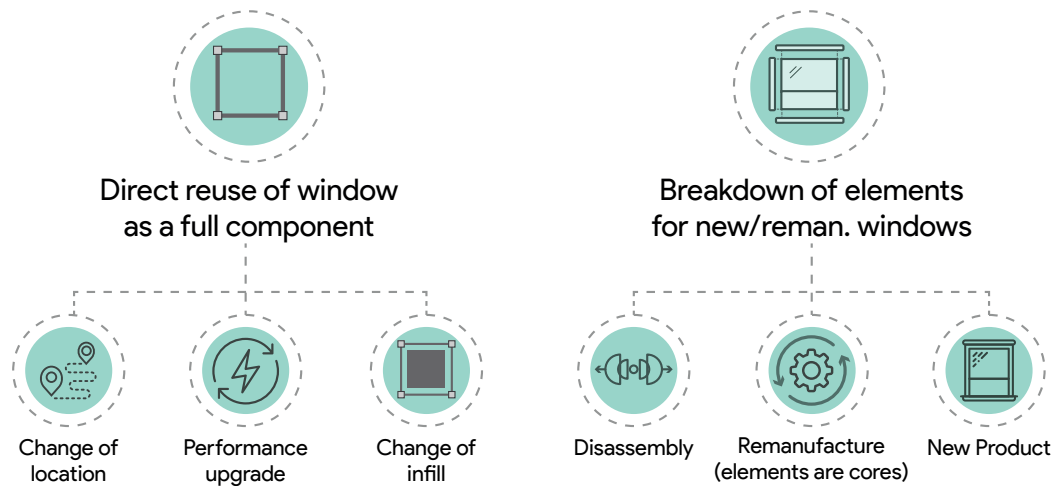 Direct reuse of window
as a full component
Breakdown of elements
for new/reman. windows
Change of
location
Performance
upgrade
Change of
infill
Disassembly
Remanufacture
(elements are cores)
New Product